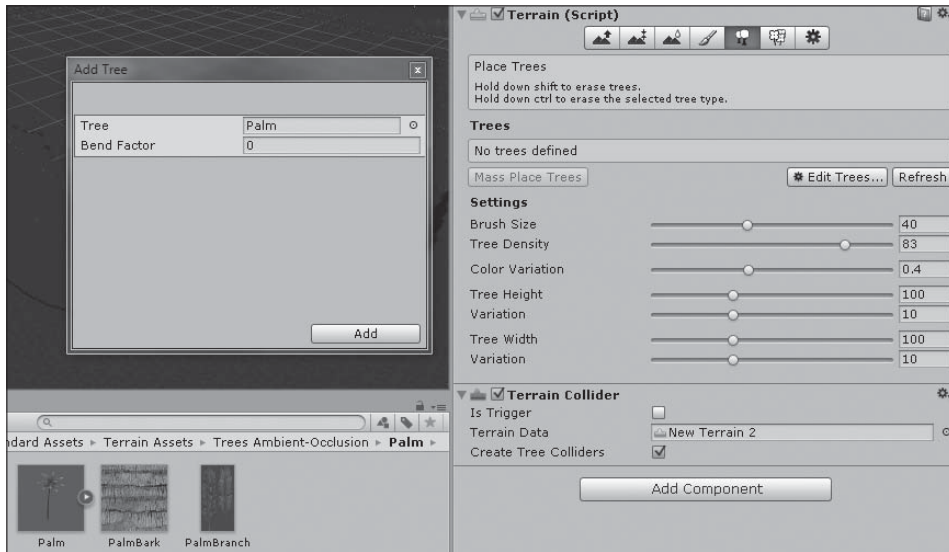 Add Tree
x
Tree Palm
Bend Factor 0
Add
dard Assets ▸ Terrain Assets ▸ Trees Ambient-Occlusion ▸ Palm ▸
Palm PalmBark PalmBranch
Terrain (Script)
Place Trees
Hold down shift to erase trees.
Hold down ctrl to erase the selected tree type.
Trees
No trees defined
Mass Place Trees Edit Trees... Refresh
Settings
Brush Size 40
Tree Density 83
Color Variation 0.4
Tree Height 100
Variation 10
Tree Width 100
Variation 10
Terrain Collider
Is Trigger
Terrain Data New Terrain 2
Create Tree Colliders
Add Component